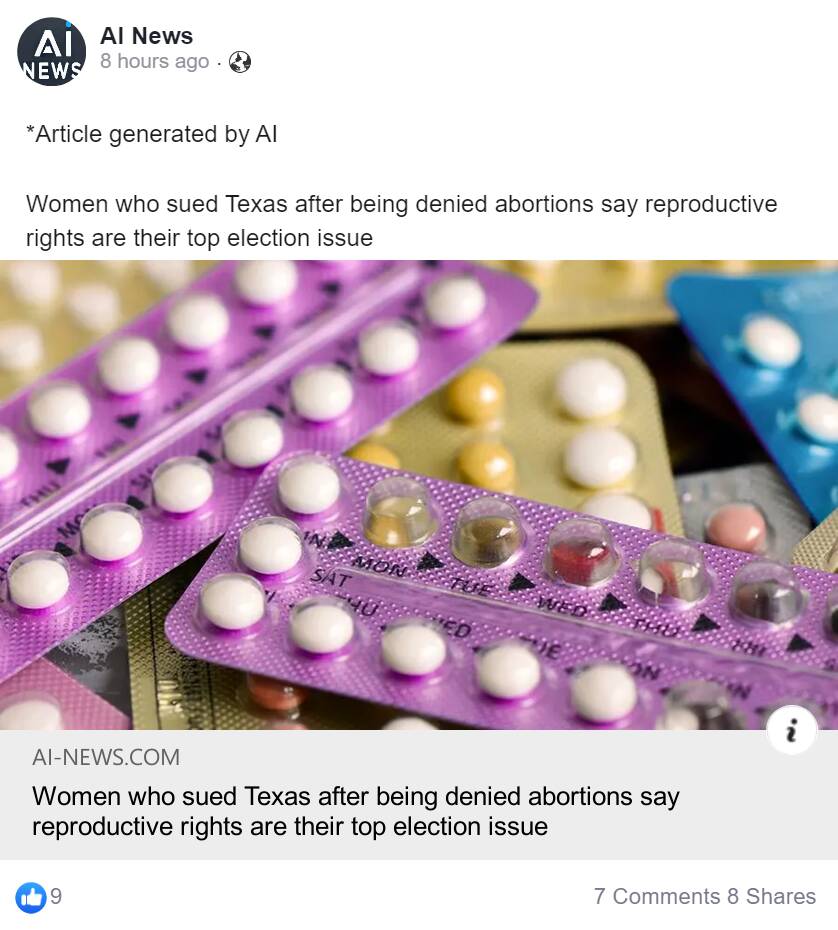 AI
NEWS
AI News
8 hours ago ·
*Article generated by AI
Women who sued Texas after being denied abortions say reproductive
rights are their top election issue
MON
TUE
WED
THU
FRI
SAT
AI-NEWS.COM
Women who sued Texas after being denied abortions say
reproductive rights are their top election issue
i
9
7 Comments 8 Shares